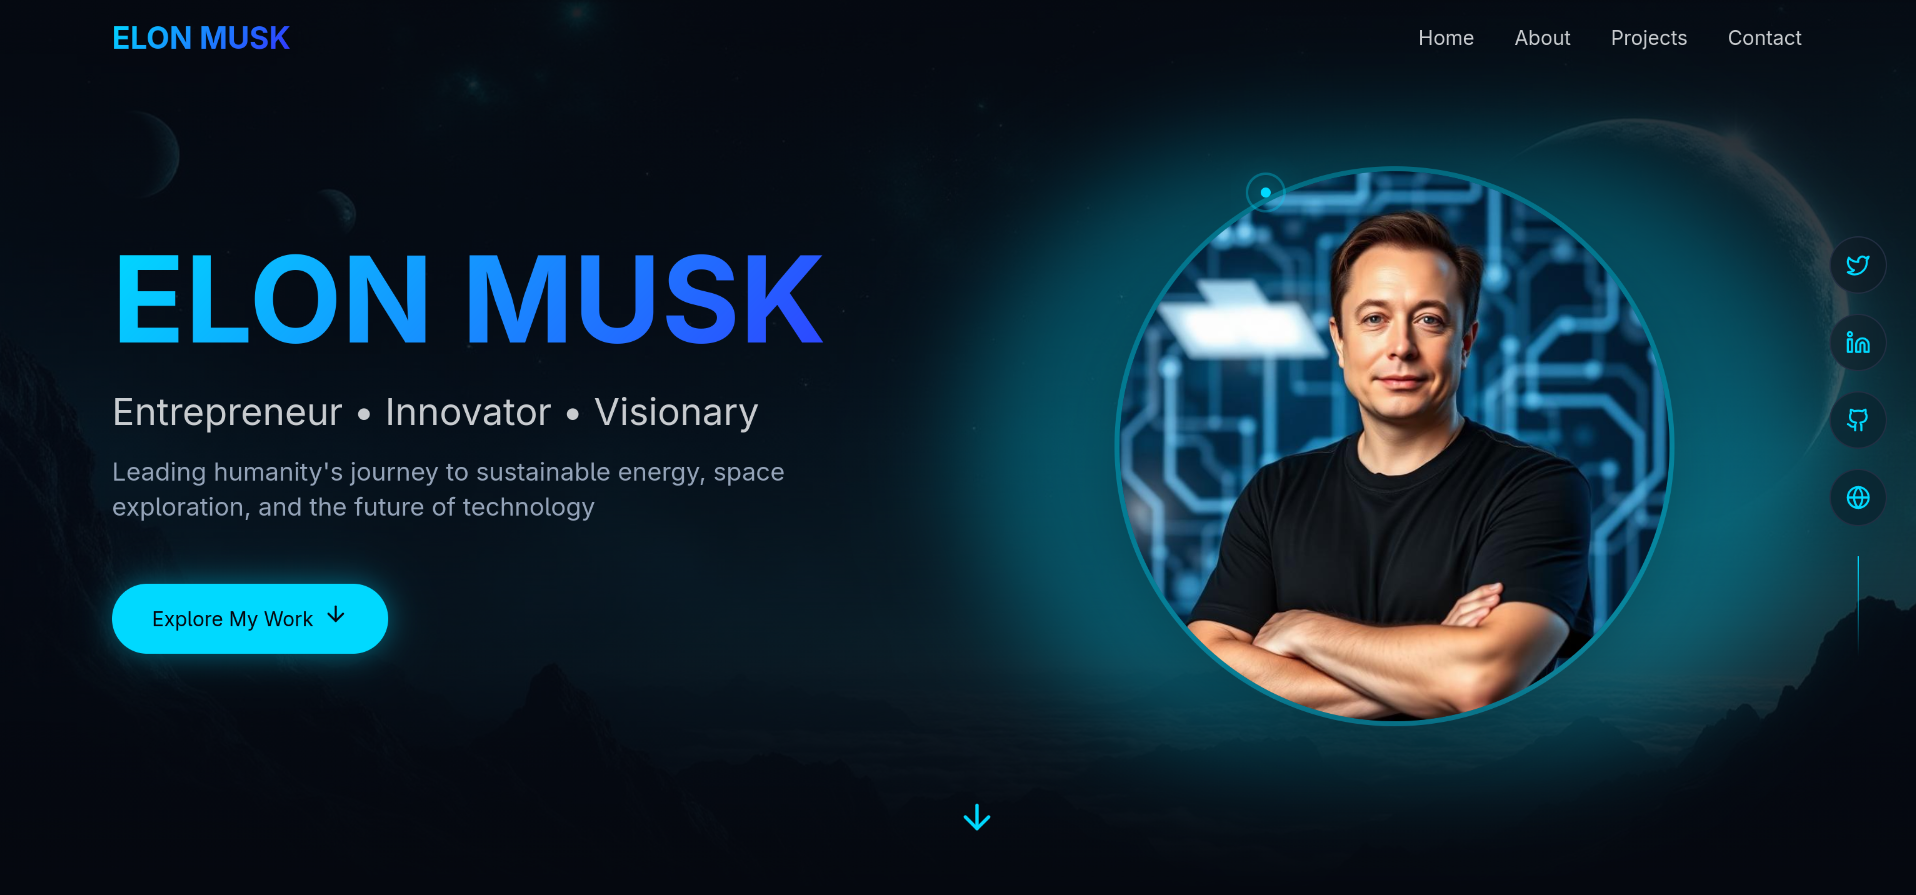 ELON MUSK
Home
About
Projects
Contact
ELON MUSK
Entrepreneur • Innovator • Visionary
Leading humanity's journey to sustainable energy, space
exploration, and the future of technology
Explore My Work